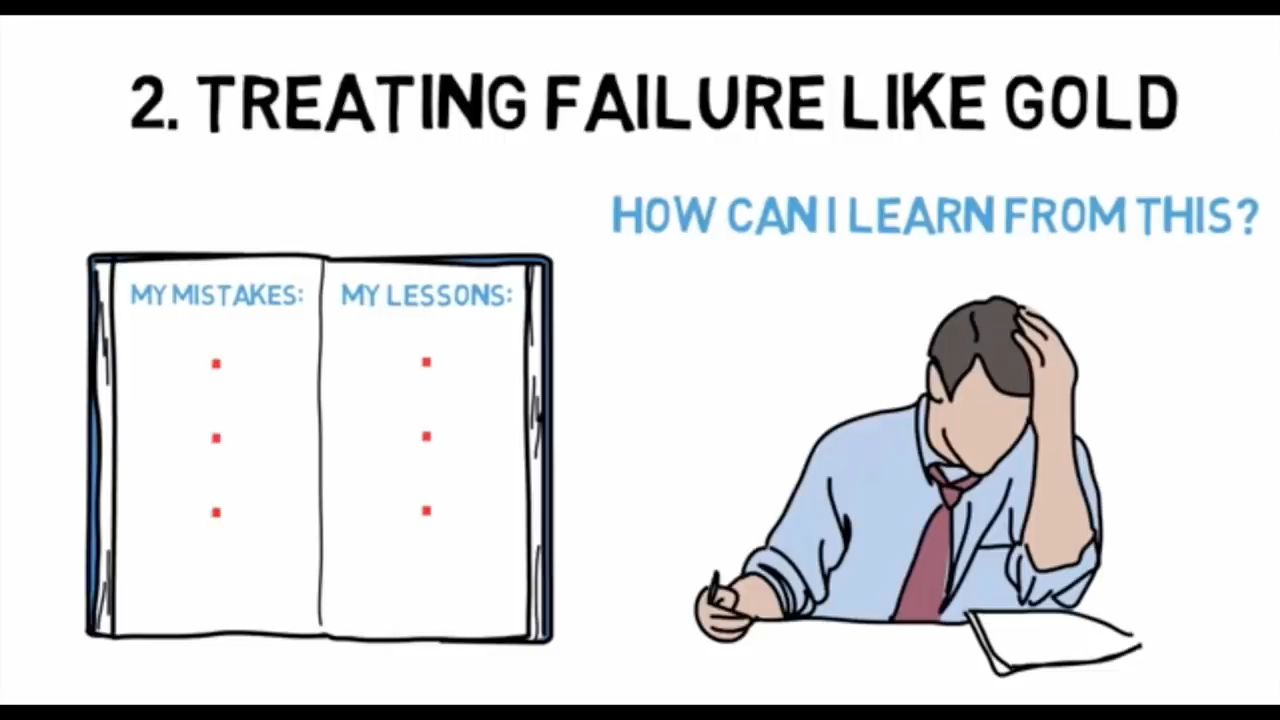 2. TREATING FAILURE LIKE GOLD
HOW CAN I LEARN FROM THIS?
MY MISTAKES:
MY LESSONS: